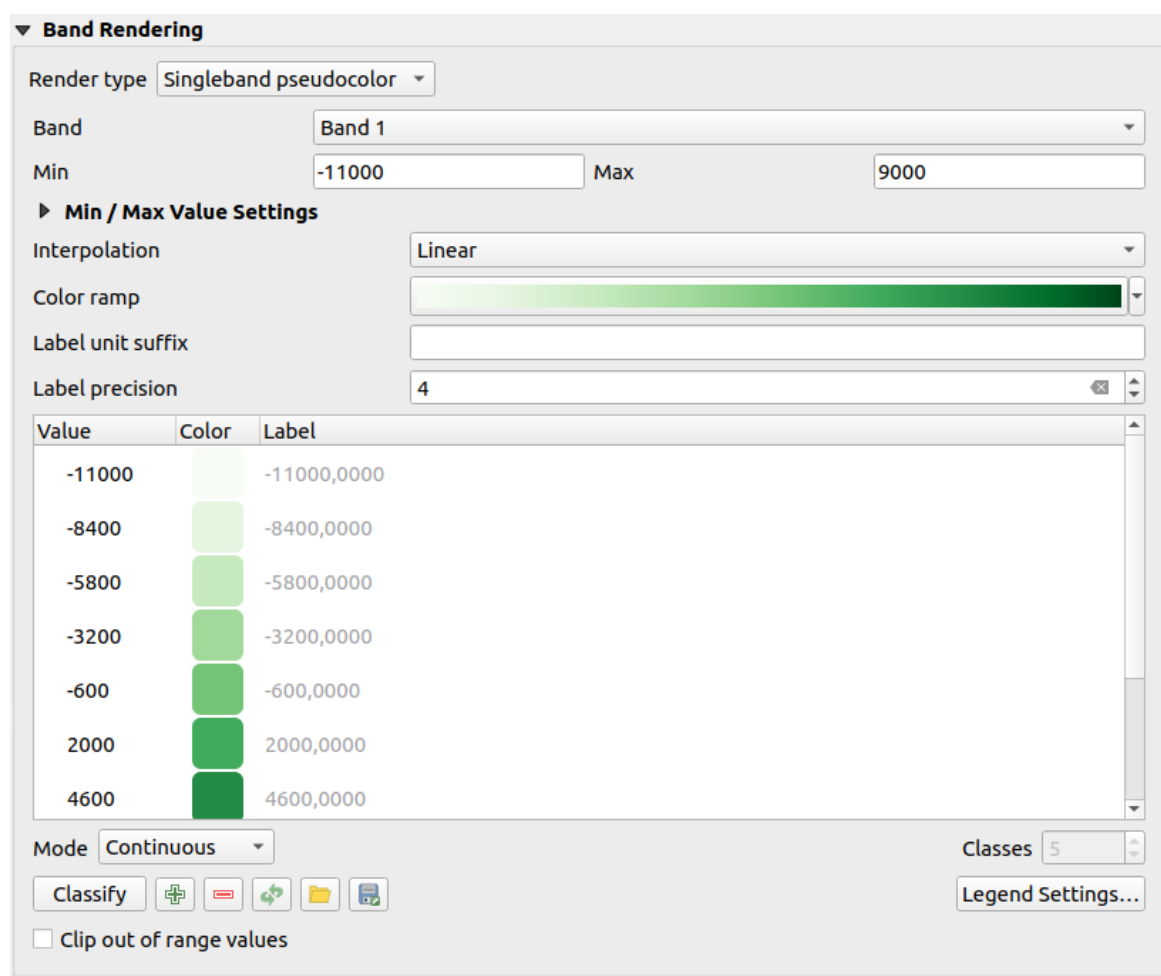 Band Rendering
Render type Singleband pseudocolor
Band Band 1
Min -11000 Max 9000
Min / Max Value Settings
Interpolation Linear
Color ramp
Label unit suffix
Label precision 4
Value Color Label
-11000 -11000,0000
-8400 -8400,0000
-5800 -5800,0000
-3200 -3200,0000
-600 -600,0000
2000 2000,0000
4600 4600,0000
Mode Continuous Classes 5
Classify Legend Settings...
Clip out of range values